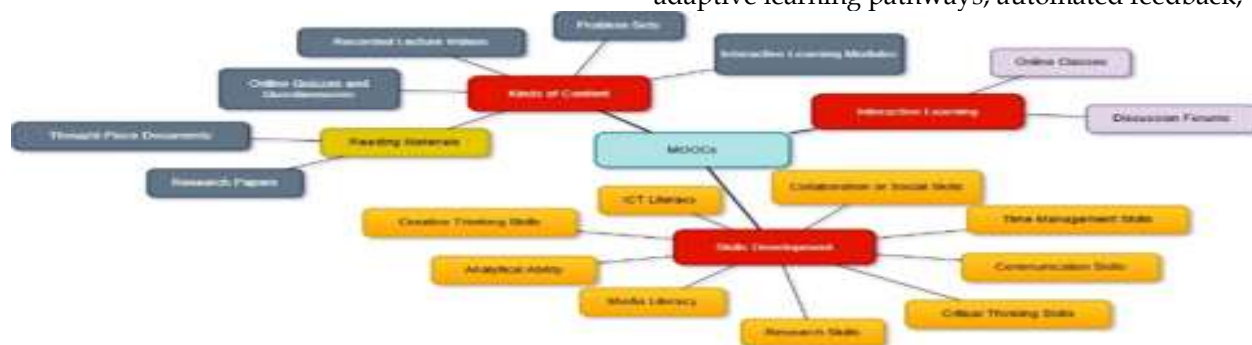 adaptive learning pathways, automated feedback,
Problem Sets
Recorded Lecture Videos
Interactive Learning Modules
Online Classes
Online Quizzes and
Kinds of Content
Interactive Learning
Discussion Forums
Thought Piece Documents
Reading Materials
MOOCs
Research Papers
Collaboration or Social Skills
ICT Literacy
Creative Thinking Skills
Time Management Skills
Skills Development
Analytical Ability
Communication Skills
Media Literacy
Critical Thinking Skills
Research Skills